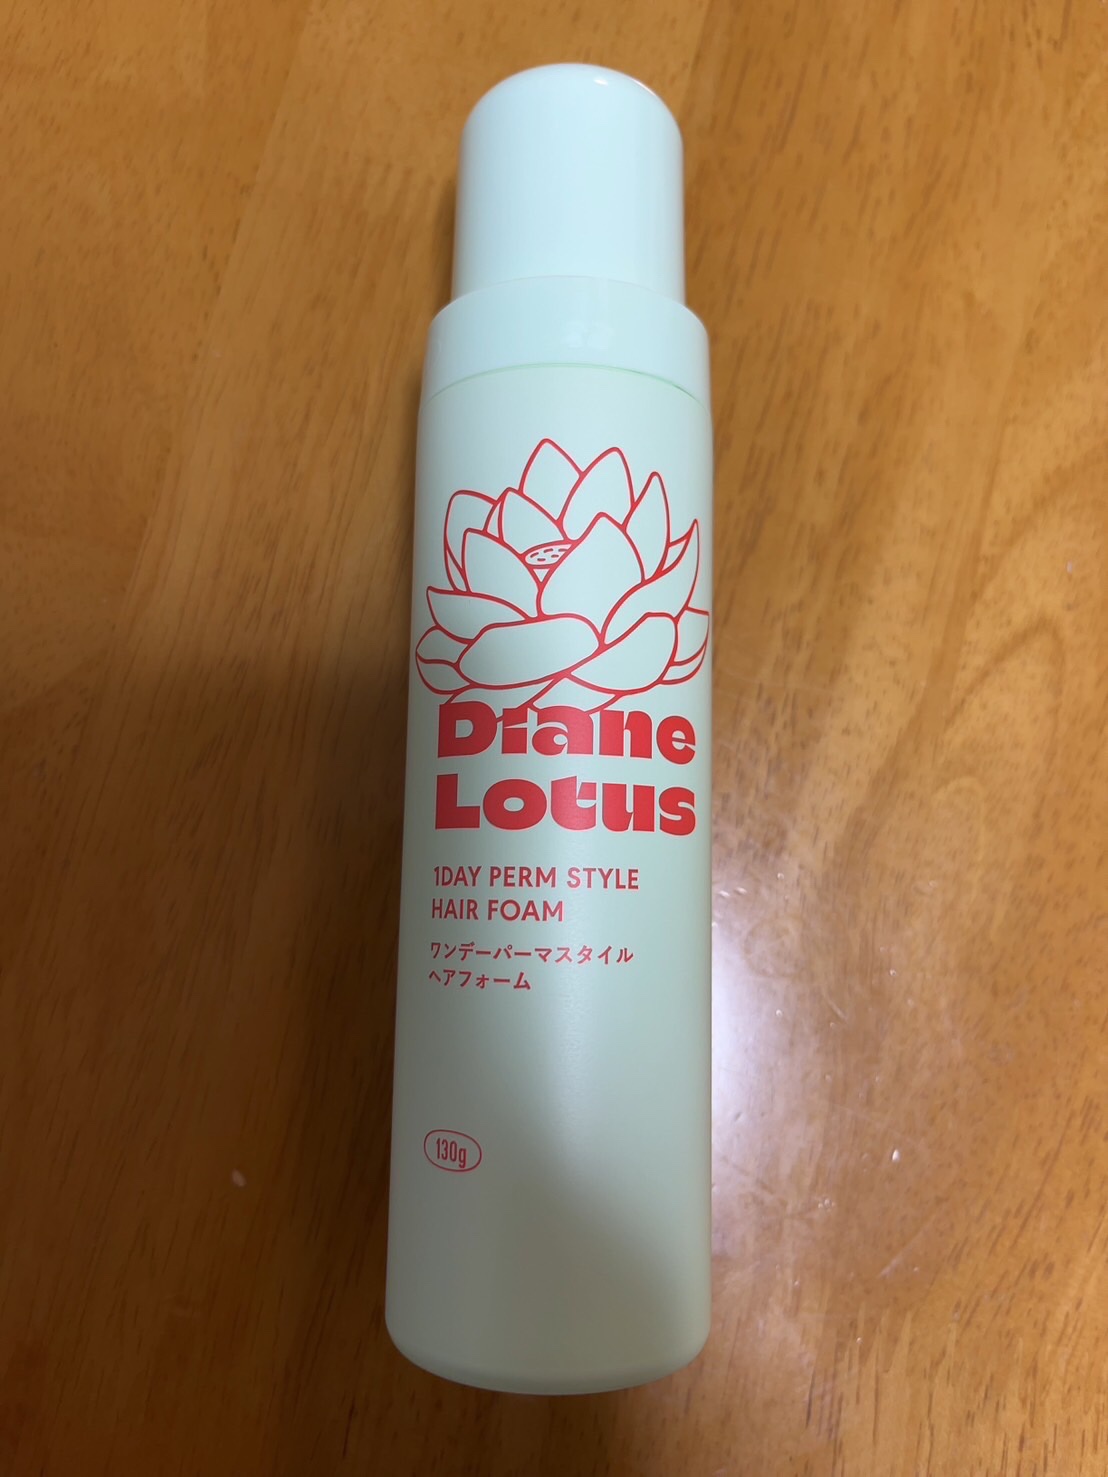 Diane
Lotus
1DAY PERM STYLE
HAIR FOAM
ワンデーパーマスタイル
ヘアフォーム
130g